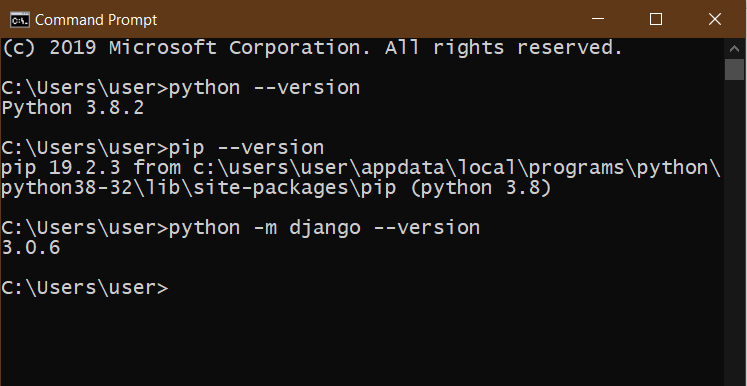 Command Prompt
(c) 2019 Microsoft Corporation. All rights reserved.
C:\Users\user>python --version
Python 3.8.2
C:\Users\user>pip --version
pip 19.2.3 from c:\users\user\appdata\local\programs\python\
python38-32\lib\site-packages\pip (python 3.8)
C:\Users\user>python -m django --version
3.0.6
C:\Users\user>